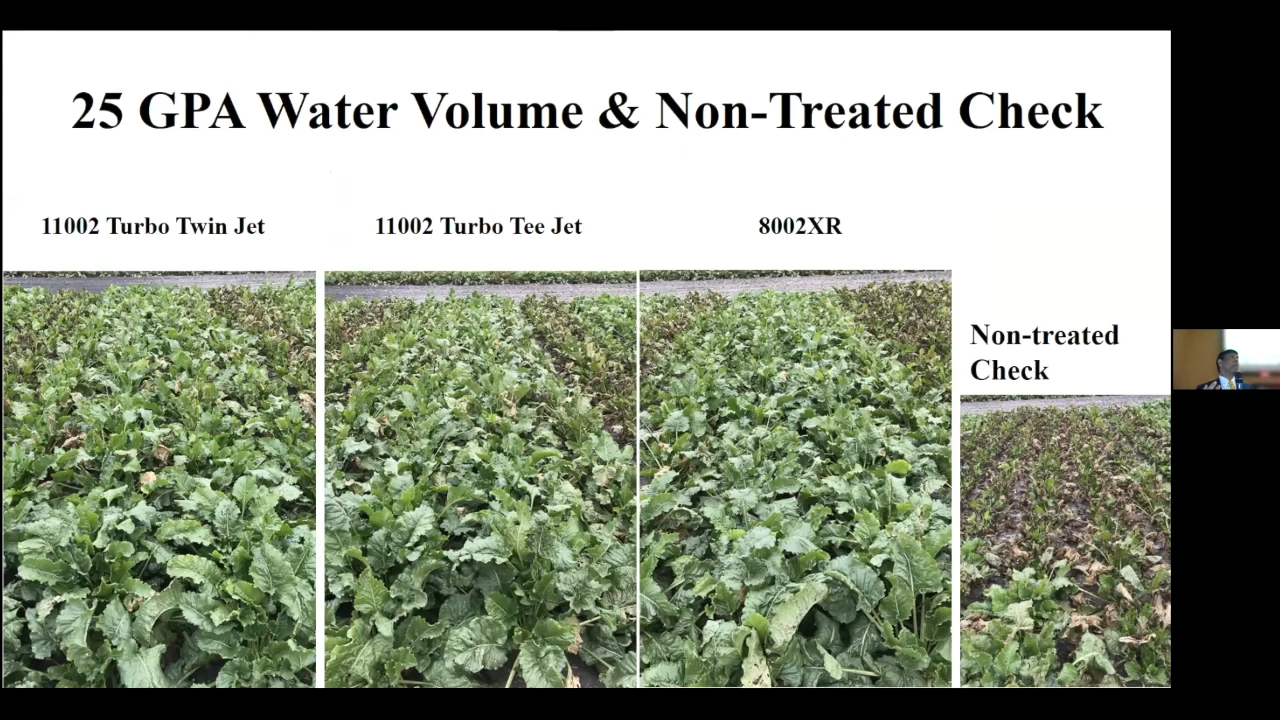 25 GPA Water Volume & Non-Treated Check
11002 Turbo Twin Jet
11002 Turbo Tee Jet
8002XR
Non-treated
Check